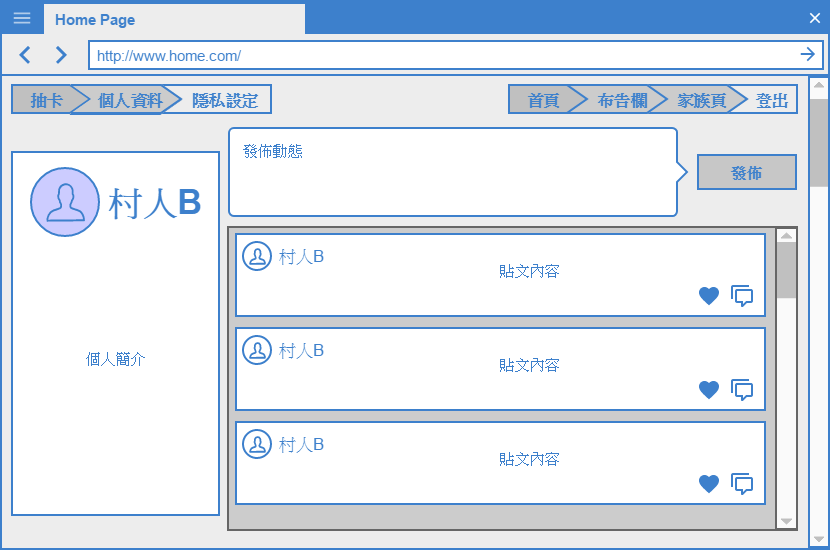 Home Page
http://www.home.com/
抽卡 個人資料 隱私設定 首頁 布告欄 家族頁 登出
發佈動態
發佈
村人B
個人簡介
村人B
貼文內容
村人B
貼文內容
村人B
貼文內容